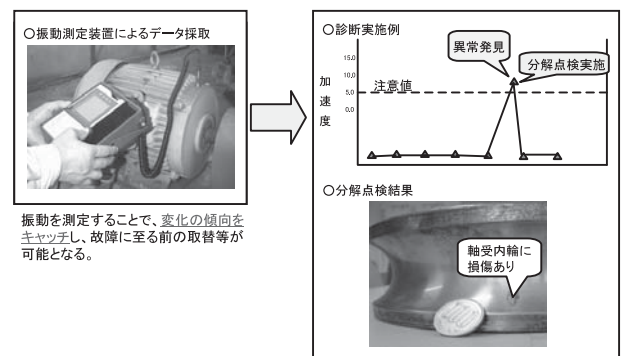 ○振動測定装置によるデータ採取
振動を測定することで、変化の傾向を
キャッチし、故障に至る前の取替等が
可能となる。
○診断実施例
異常発見
分解点検実施
加速度
15.0
10.0
5.0
0.0
注意値
○分解点検結果
軸受内輪に
損傷あり
100